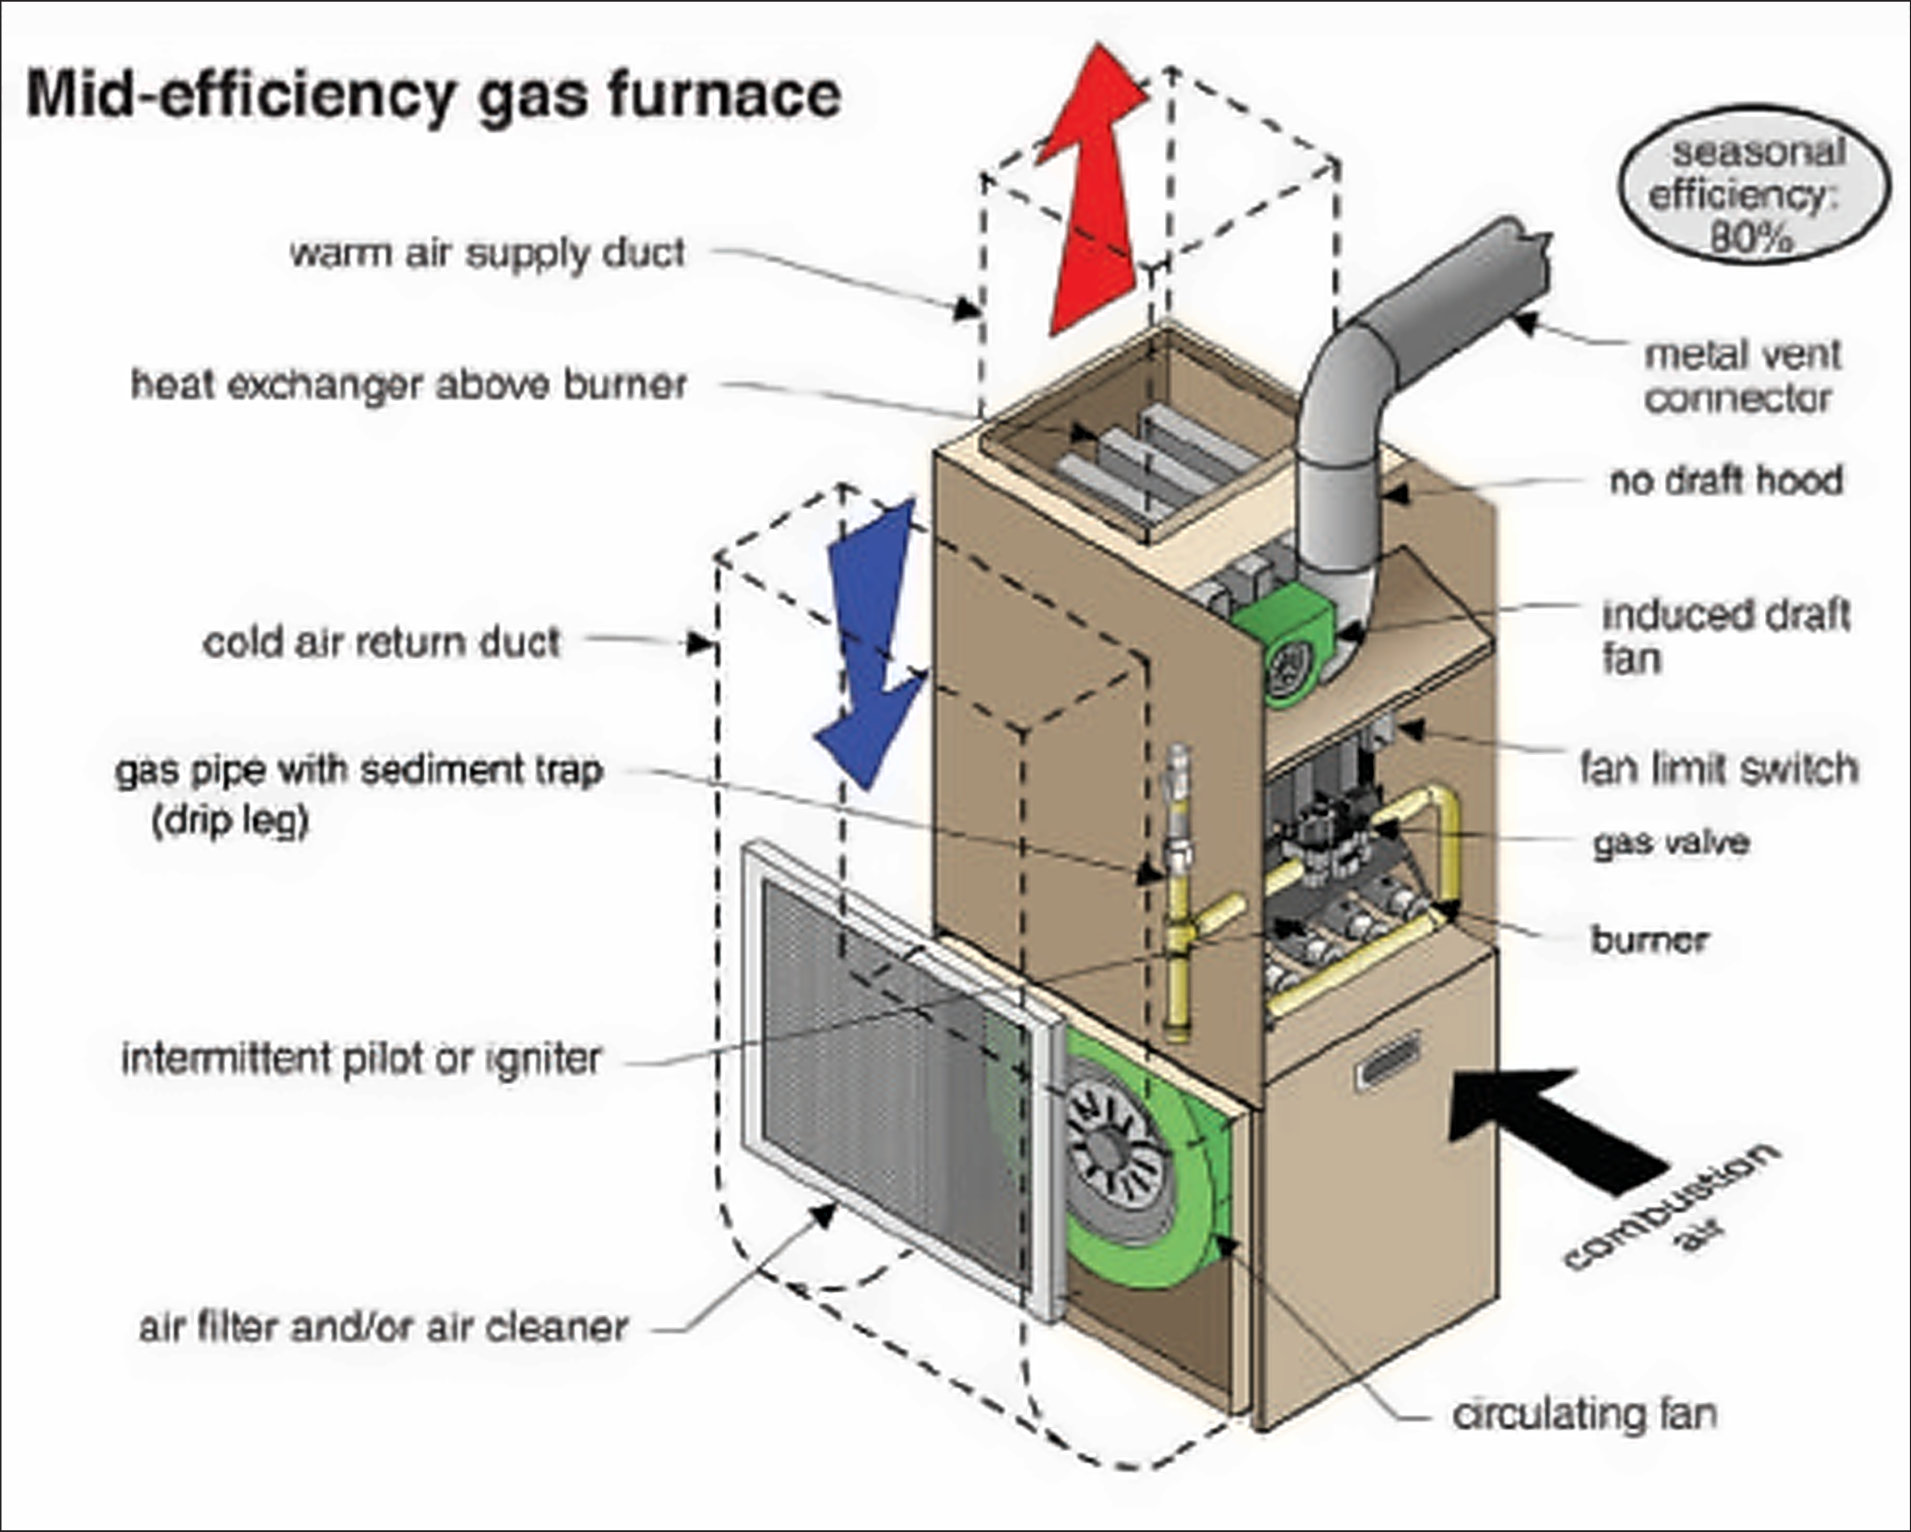 Mid-efficiency gas furnace
seasonal
efficiency:
80%
warm air supply duct
heat exchanger above burner
cold air return duct
gas pipe with sediment trap
(drip leg)
intermittent pilot or igniter
air filter and/or air cleaner
metal vent
connector
no draft hood
induced draft
fan
fan limit switch
gas valve
burner
combustion
air
circulating fan